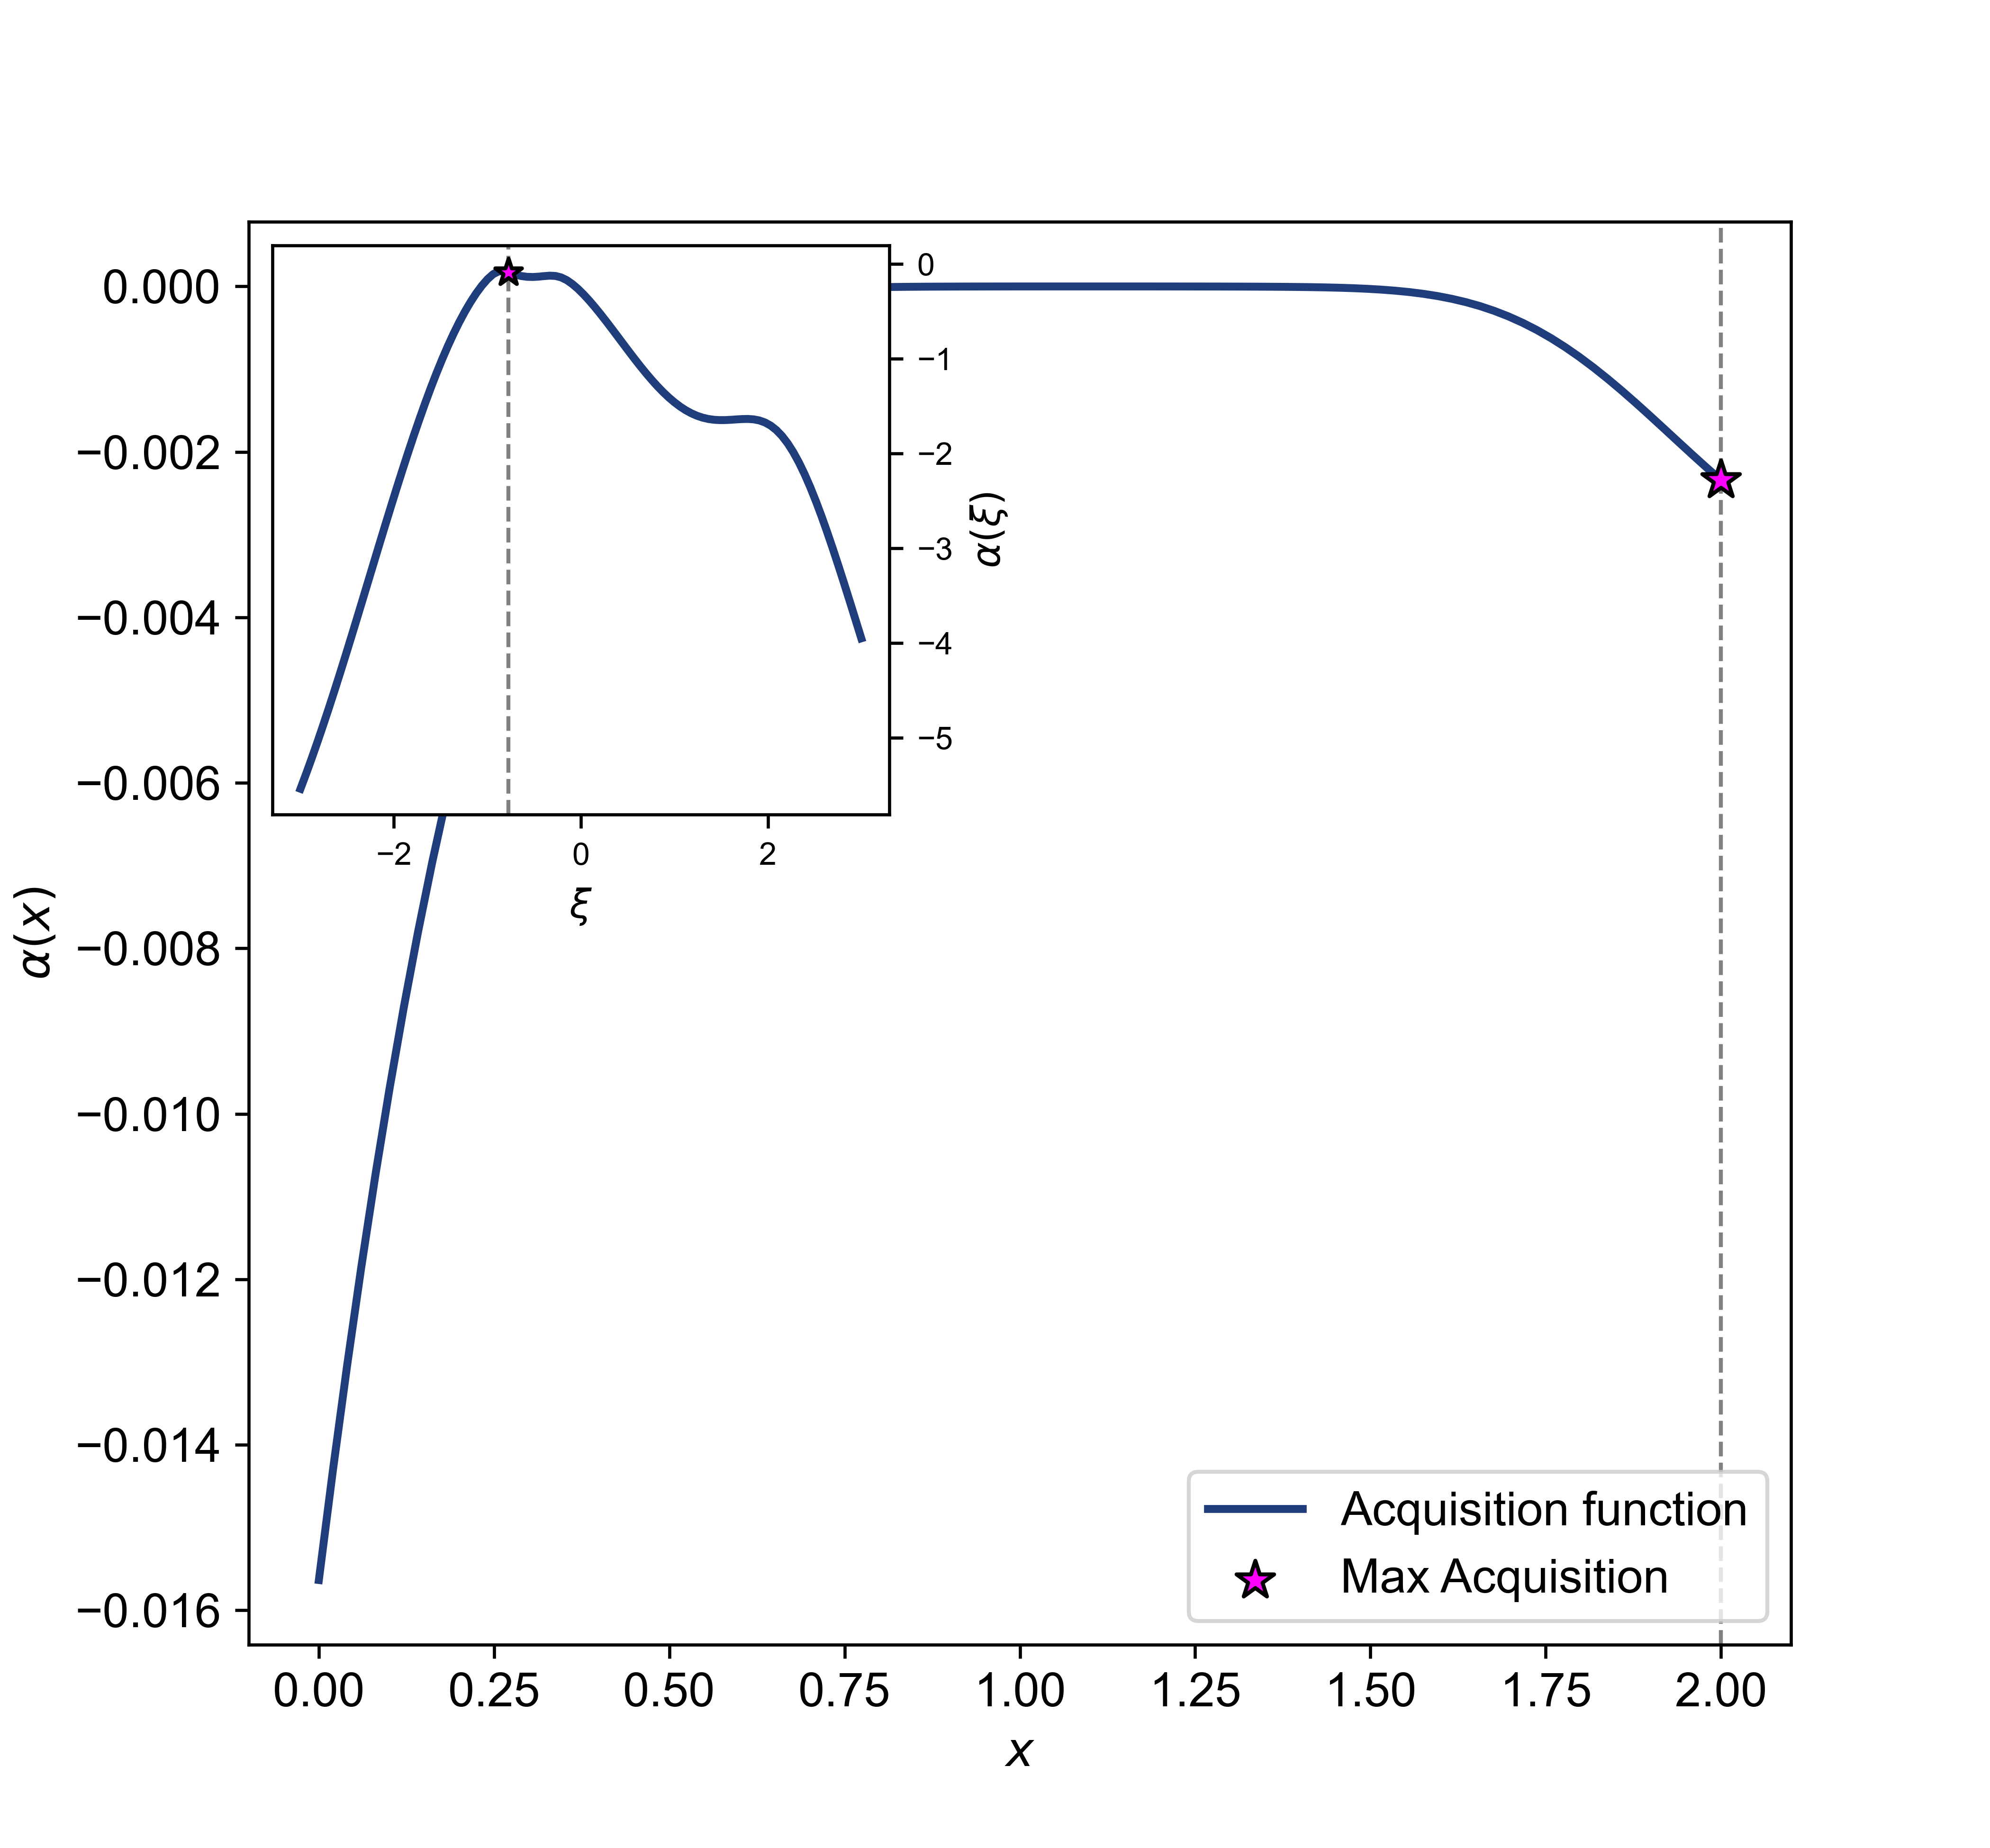 0.000
−0.002
−0.004
−0.006
−0.008
−0.010
−0.012
−0.014
−0.016
α(x)
0
−1
−2
−3
−4
−5
α(ξ)
−2 0 2
ξ
Acquisition function
Max Acquisition
0.00 0.25 0.50 0.75 1.00 1.25 1.50 1.75 2.00
x